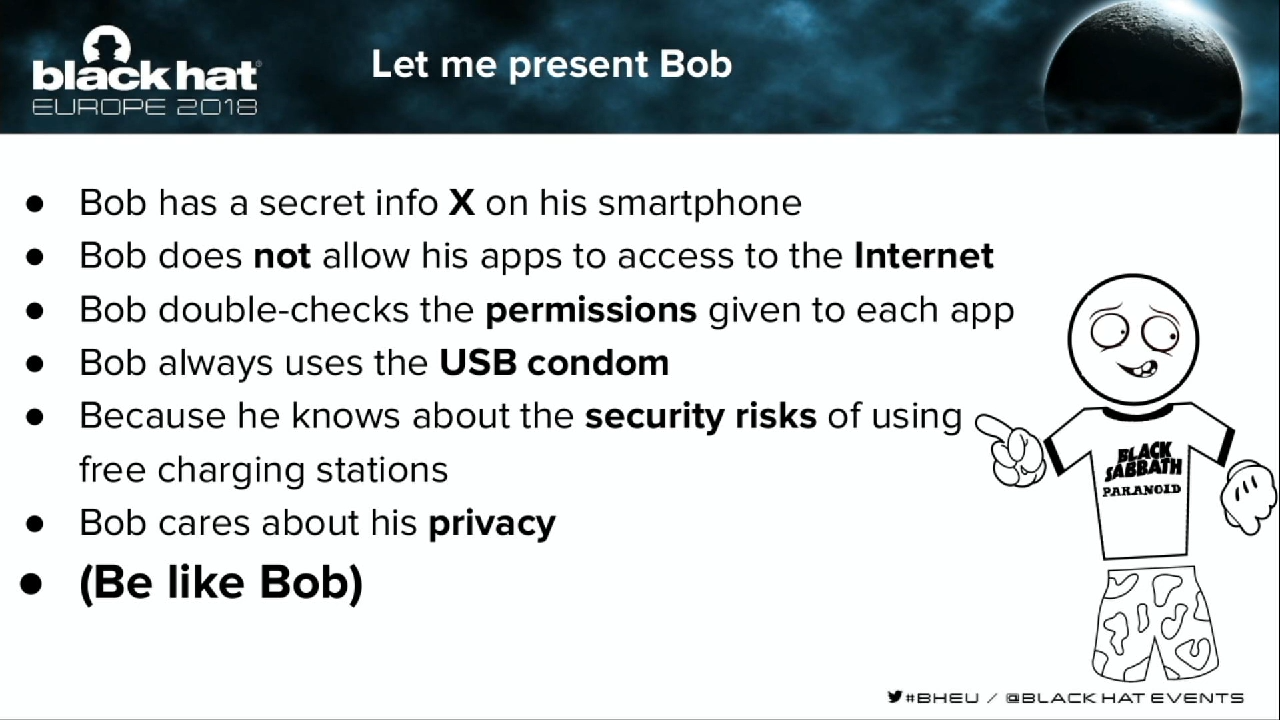 black hat®
EUROPE 2018
Let me present Bob
● Bob has a secret info X on his smartphone
● Bob does not allow his apps to access to the Internet
● Bob double-checks the permissions given to each app
● Bob always uses the USB condom
● Because he knows about the security risks of using
free charging stations
● Bob cares about his privacy
● (Be like Bob)
BLACK
SABBATH
PARANOID
#BHEU / @BLACK HAT EVENTS